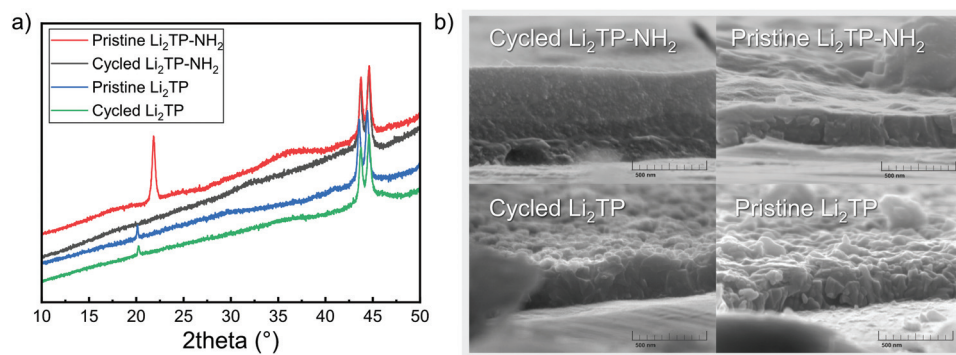 a)
Pristine Li₂TP-NH₂
Cycled Li₂TP-NH₂
Pristine Li₂TP
Cycled Li₂TP
10 15 20 25 30 35 40 45 50
2theta (°)
b)
Cycled Li₂TP-NH₂
500 nm
Pristine Li₂TP-NH₂
500 nm
Cycled Li₂TP
500 nm
Pristine Li₂TP
500 nm